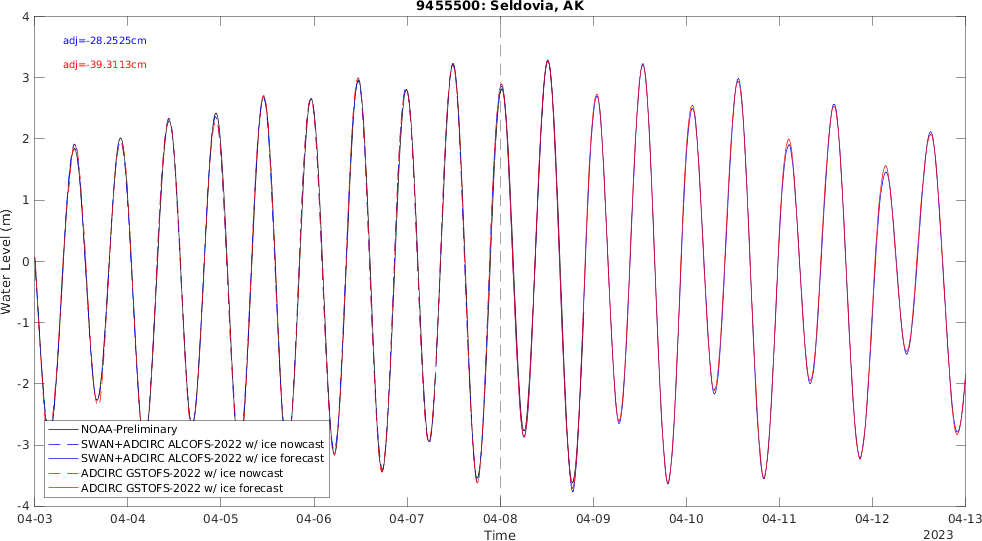 9455500: Seldovia, AK
adj=-28.2525cm
adj=-39.3113cm
Water Level (m)
4
3
2
1
0
-1
-2
-3
-4
NOAA-Preliminary
SWAN+ADCIRC ALCOFS-2022 w/ ice nowcast
SWAN+ADCIRC ALCOFS-2022 w/ ice forecast
ADCIRC GSTOFS-2022 w/ ice nowcast
ADCIRC GSTOFS-2022 w/ ice forecast
04-03 04-04 04-05 04-06 04-07 04-08 04-09 04-10 04-11 04-12 04-13
Time
2023